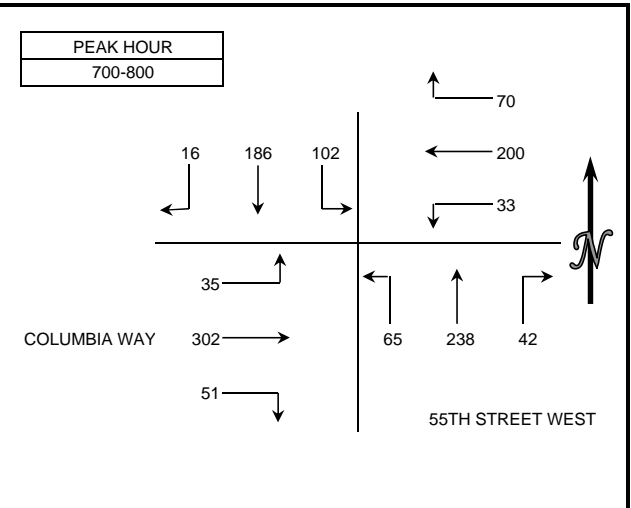 PEAK HOUR
700-800
70
16 186 102
200
33
35
COLUMBIA WAY 302
65 238 42
51
55TH STREET WEST
N